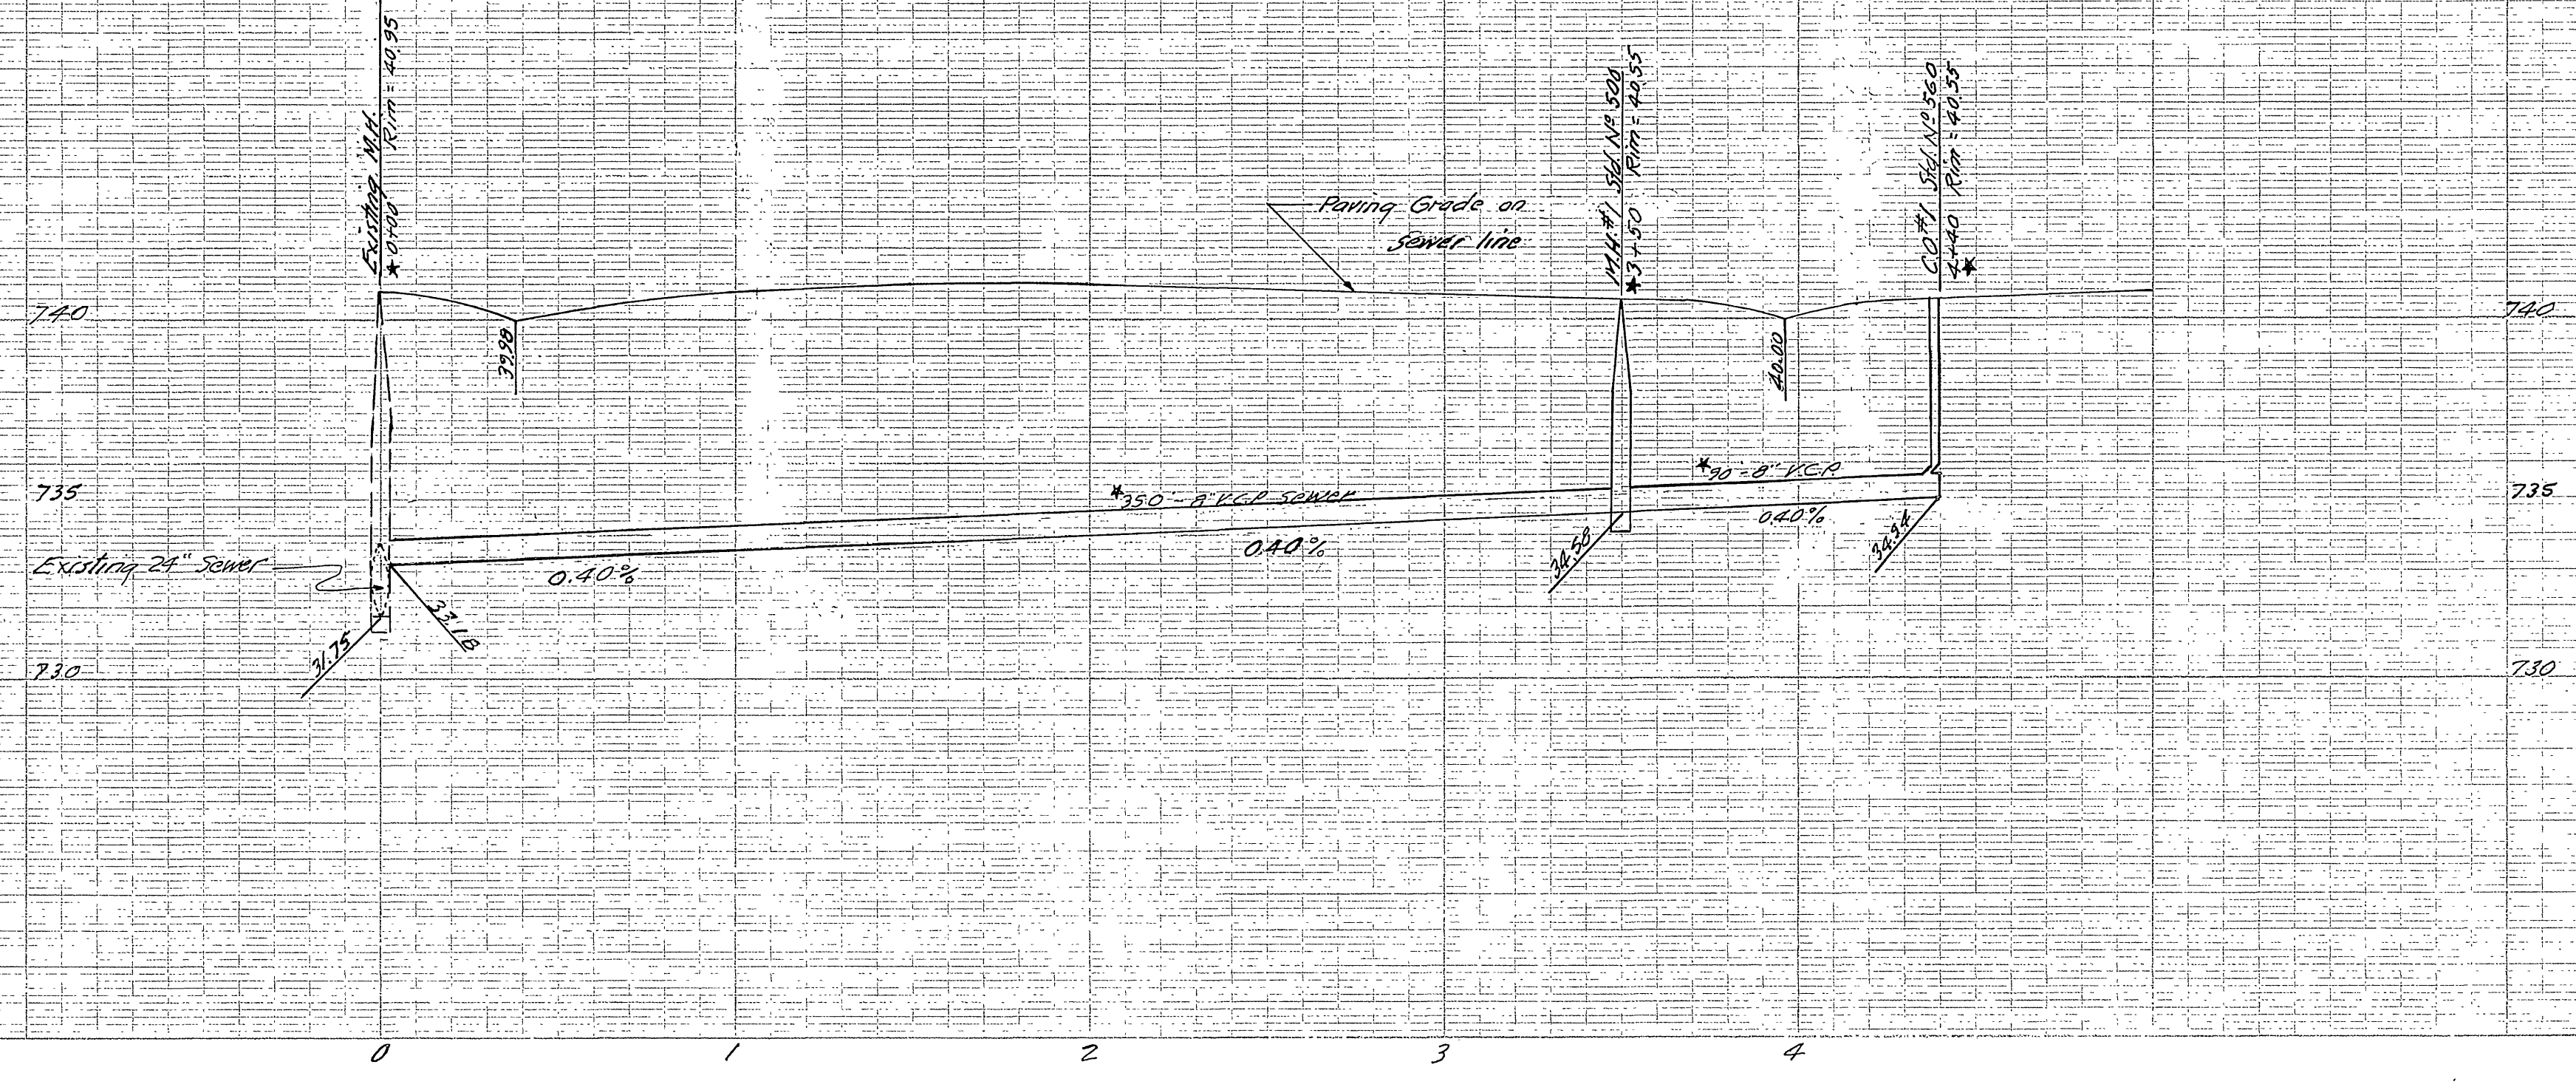 Existing M.H.
★0+00 Rim = 40.95
M.H.#1 Std. Nº 500
★3+50 Rim = 40.55
C.O.#1 Std. Nº 560
4+40 Rim = 40.55
★
Paving Grade on
Sewer line
740
740
39.98
40.00
735
735
★350'-8" V.C.P. Sewer
★90'-8" V.C.P.
0.40%
0.40%
0.40%
Existing 24" Sewer
31.75
33.18
34.58
34.94
730
730
0 1 2 3 4